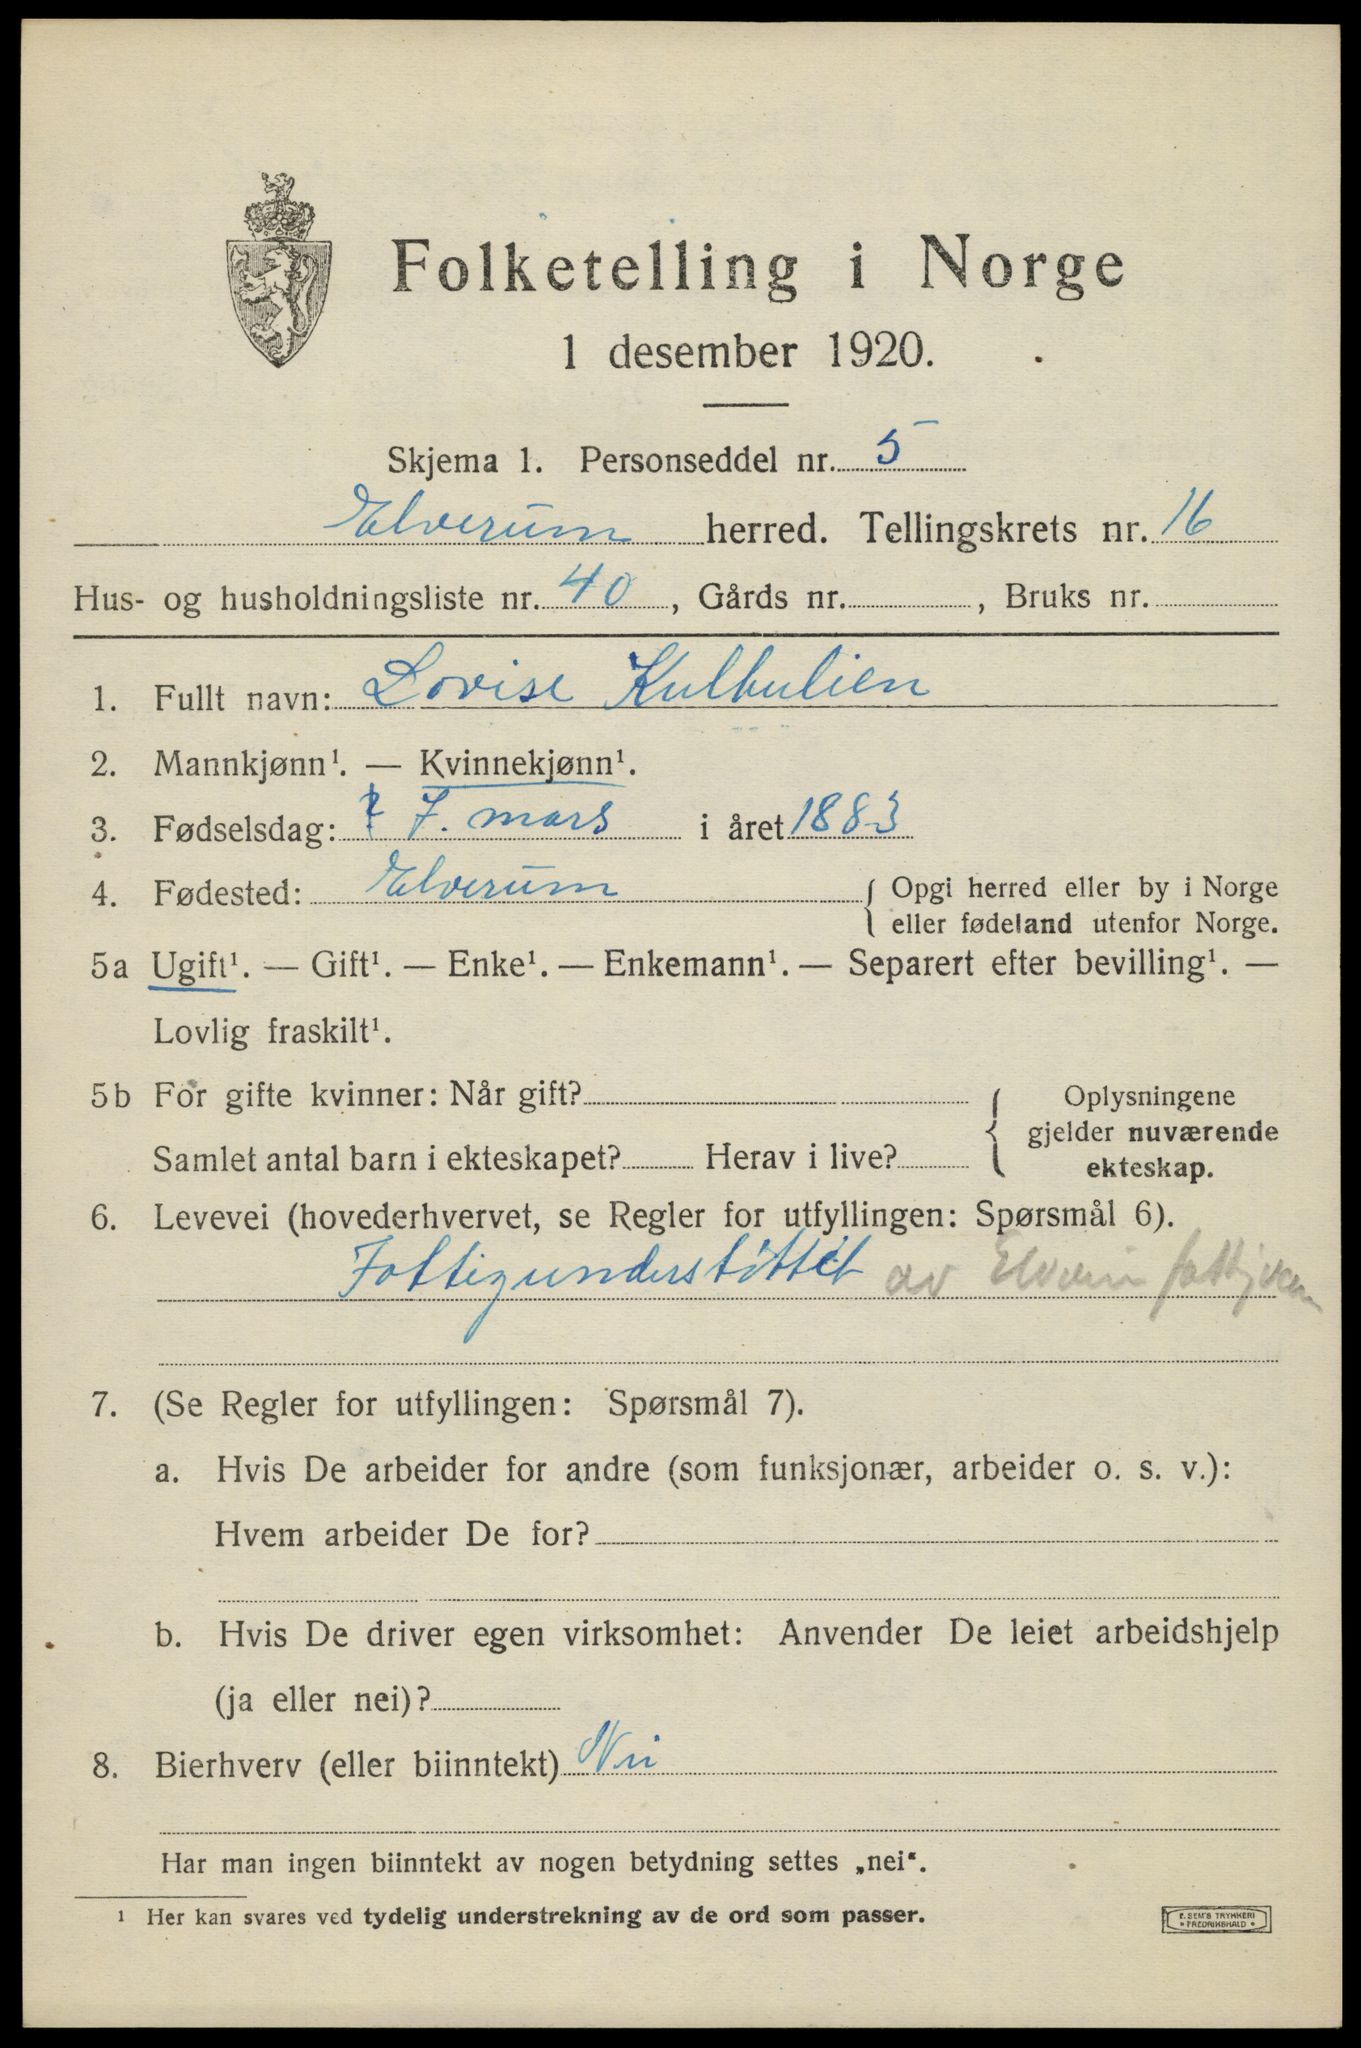 Folketelling i Norge
1 desember 1920.
Skjema 1. Personseddel nr. 5
Elverum herred. Tellingskrets nr. 16
Hus- og husholdningsliste nr. 40, Gårds nr. , Bruks nr.
1. Fullt navn: Lovise Kulbulien
2. Mannkjønn¹. — Kvinnekjønn¹.
3. Fødselsdag: 7. mars i året 1883
4. Fødested: Elverum { Opgi herred eller by i Norge
eller fødeland utenfor Norge.
5a Ugift¹. — Gift¹. — Enke¹. — Enkemann¹. — Separert efter bevilling¹. —
Lovlig fraskilt¹.
5b For gifte kvinner: Når gift?
Samlet antal barn i ekteskapet? Herav i live?
{ Oplysningene
gjelder nuværende
ekteskap.
6. Levevei (hovederhvervet, se Regler for utfyllingen: Spørsmål 6).
Fattigunderstöttet av
7. (Se Regler for utfyllingen: Spørsmål 7).
a. Hvis De arbeider for andre (som funksjonær, arbeider o. s. v.):
Hvem arbeider De for?
b. Hvis De driver egen virksomhet: Anvender De leiet arbeidshjelp
(ja eller nei)?
8. Bierhverv (eller biinntekt) Nei
Har man ingen biinntekt av nogen betydning settes „nei“.
¹ Her kan svares ved tydelig understrekning av de ord som passer.
E. SEM'S TRYKKERI
* FREDRIKSHALD *